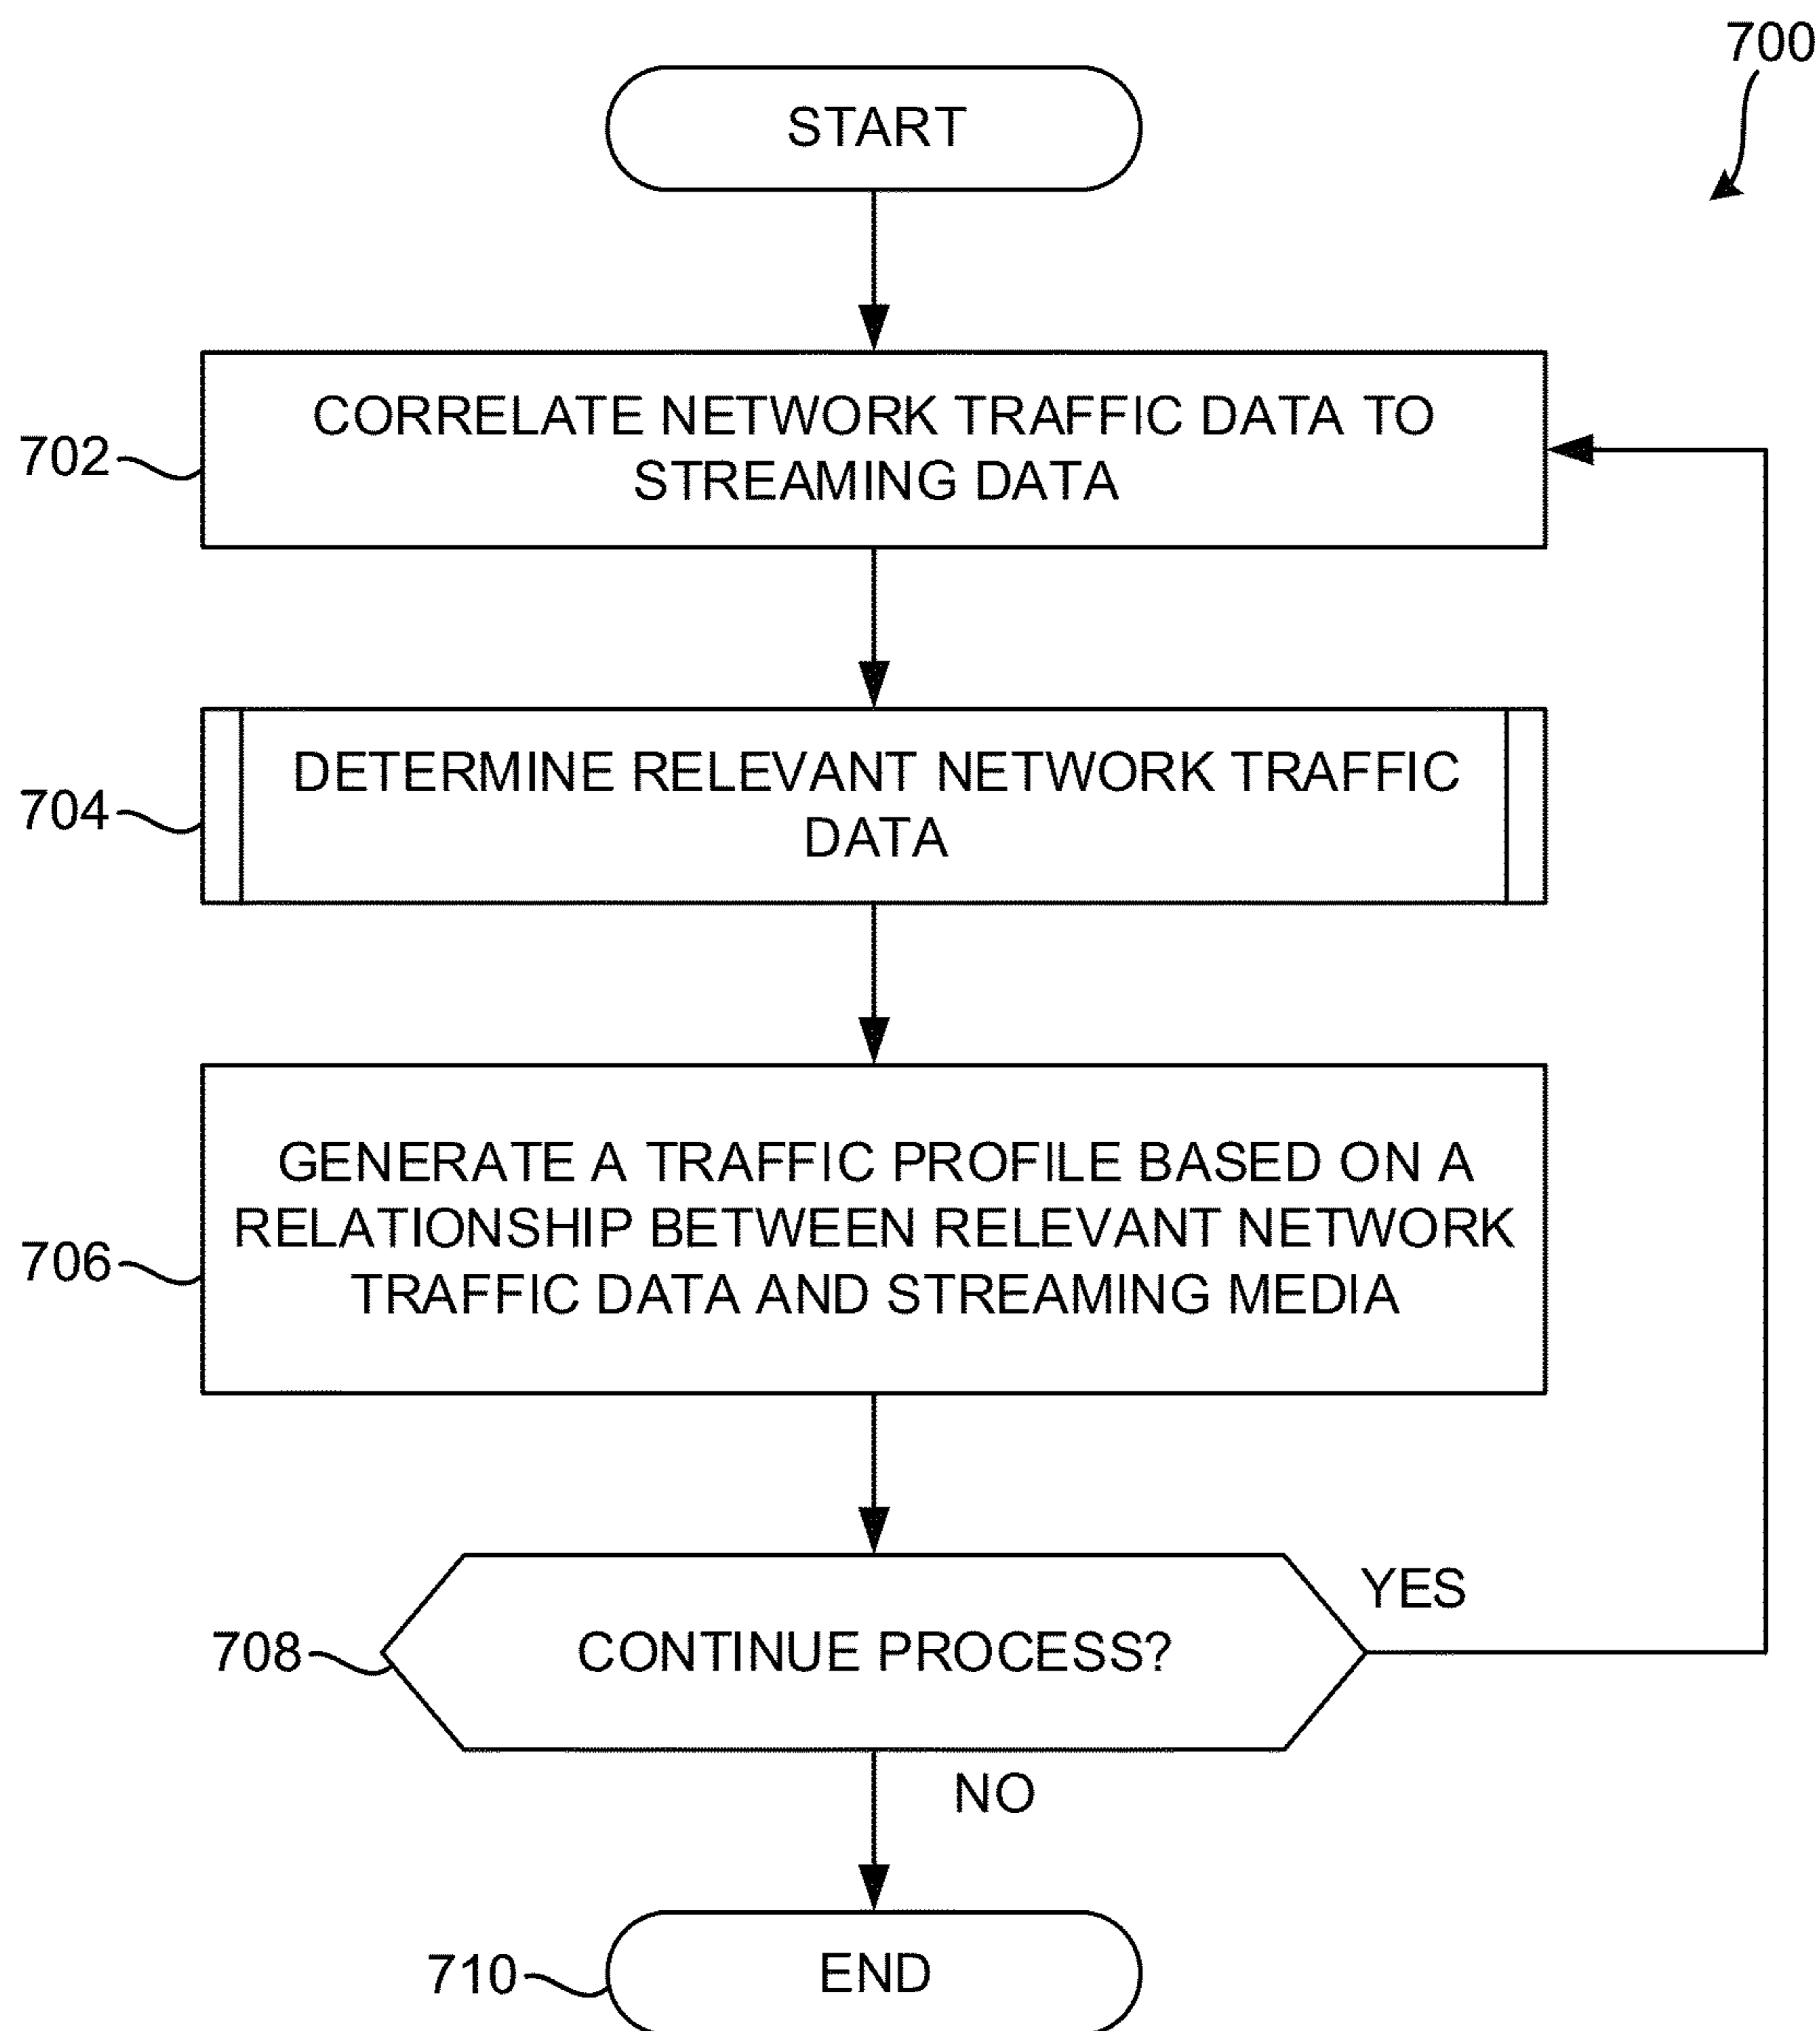 700
START
702
CORRELATE NETWORK TRAFFIC DATA TO
STREAMING DATA
704
DETERMINE RELEVANT NETWORK TRAFFIC
DATA
706
GENERATE A TRAFFIC PROFILE BASED ON A
RELATIONSHIP BETWEEN RELEVANT NETWORK
TRAFFIC DATA AND STREAMING MEDIA
708
CONTINUE PROCESS?
YES
NO
710
END